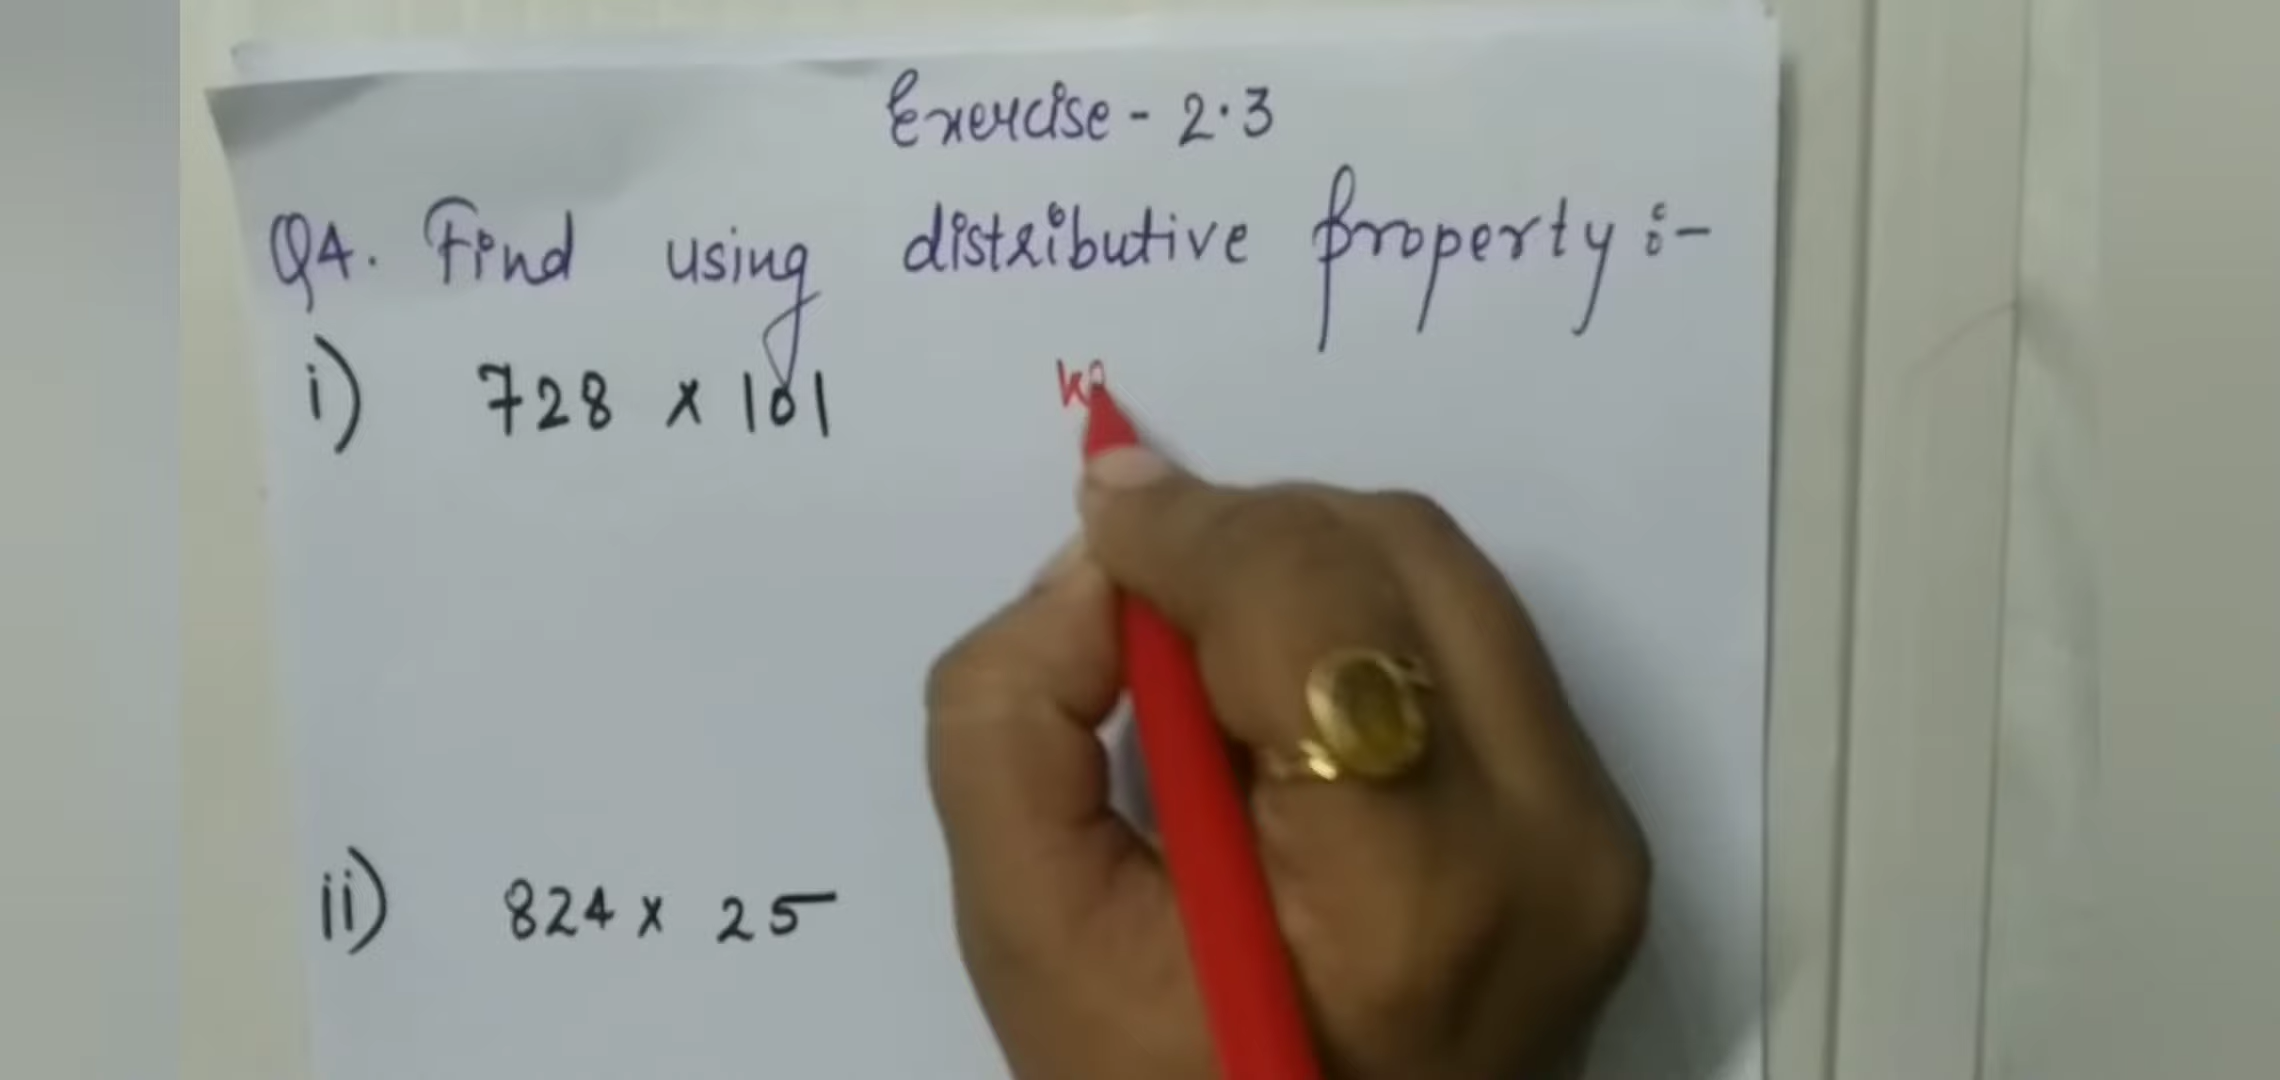 Exercise - 2.3
Q4. Find using distributive property :-
i) 728 x 101
ii) 824 x 25